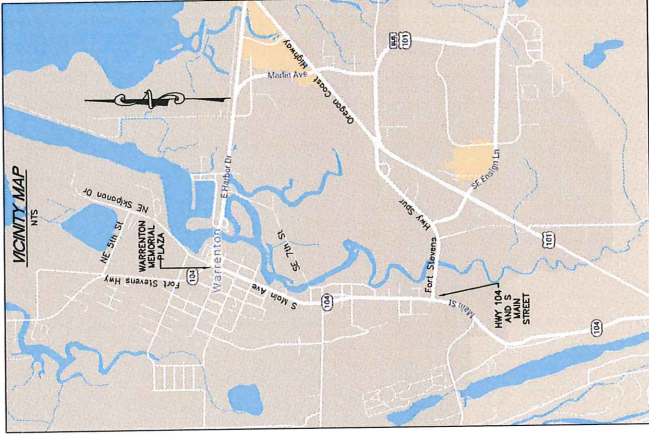 VICINITY MAP
NTS
NE Skipanon Dr
NE 5th St
WARRENTON
MEMORIAL
PLAZA
Fort Stevens Hwy
104
Warrenton
E Harbor Dr
SE 7th St
S Main Ave
104
Marlin Ave
Oregon Coast Highway
BUS
101
SE Ensign Ln
Fort Stevens Hwy Spur
101
Main St
HWY 104
AND S
MAIN
STREET
104